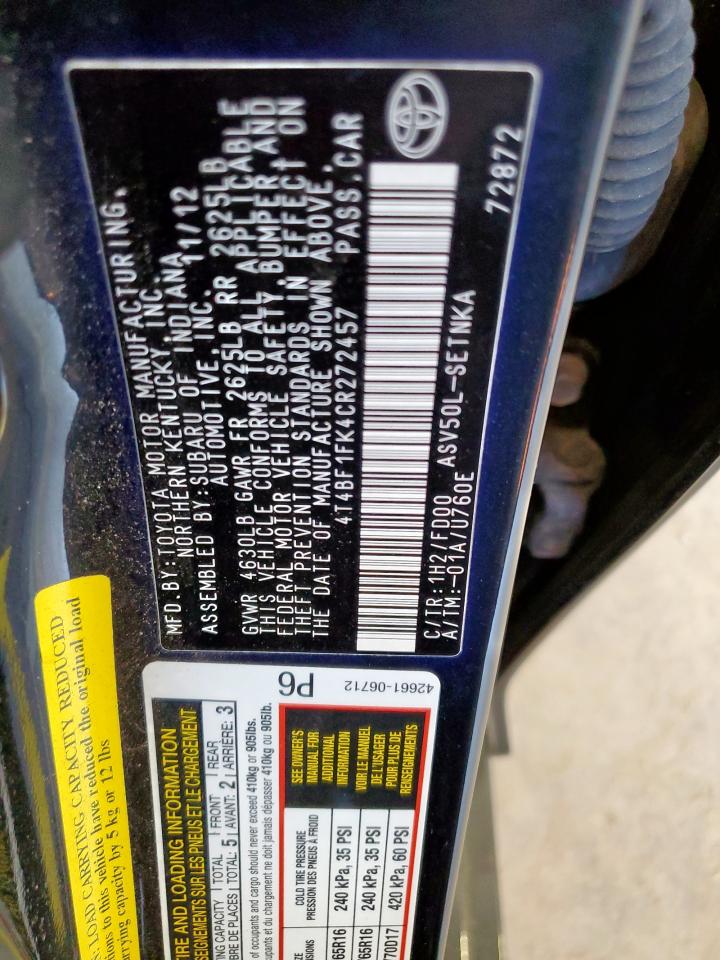 MFD.BY:TOYOTA MOTOR MANUFACTURING,
NORTHERN KENTUCKY,INC.
ASSEMBLED BY:SUBARU OF INDIANA 11/12
AUTOMOTIVE,INC.
GVWR 4630LB GAWR FR 2625LB RR 2625LB
THIS VEHICLE CONFORMS TO ALL APPLICABLE
FEDERAL MOTOR VEHICLE SAFETY,BUMPER,AND
THEFT PREVENTION STANDARDS IN EFFECT ON
THE DATE OF MANUFACTURE SHOWN ABOVE.
4T4BF1FK4CR272457 PASS.CAR
C/TR:1H2/FD00 ASV50L-SETNKA
A/TM:-01A/U760E
72872
LOAD CARRYING CAPACITY REDUCED
to this vehicle have reduced the original load
carrying capacity by 5 kg or 12 lbs
TIRE AND LOADING INFORMATION
RENSEIGNEMENTS SUR LES PNEUS ET LE CHARGEMENT
CAPACITY TOTAL FRONT REAR
DE PLACES TOTAL: 5 AVANT: 2 ARRIÈRE: 3
of occupants and cargo should never exceed 410kg or 905lbs.
et du chargement ne doit jamais dépasser 410kg ou 905lb.
COLD TIRE PRESSURE
PRESSION DES PNEUS À FROID
65R16 240 kPa, 35 PSI
65R16 240 kPa, 35 PSI
70D17 420 kPa, 60 PSI
SEE OWNER'S
MANUAL FOR
ADDITIONAL
INFORMATION
VOIR LE MANUEL
DE L'USAGER
POUR PLUS DE
RENSEIGNEMENTS
P6
42661-06712